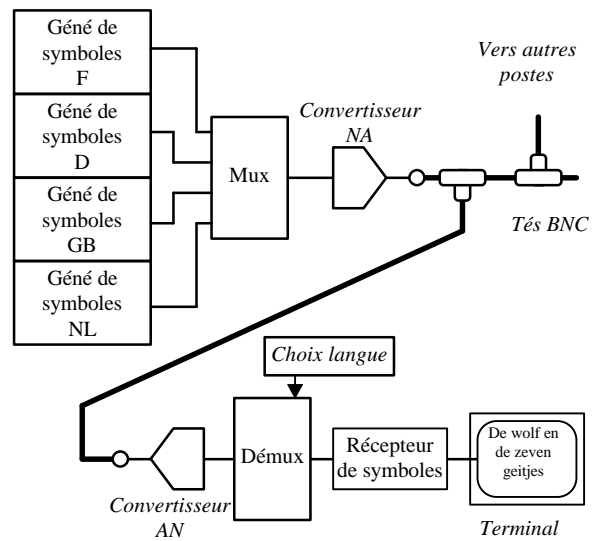 Géné de
symboles
F
Géné de
symboles
D
Géné de
symboles
GB
Géné de
symboles
NL
Mux
Convertisseur
NA
Vers autres
postes
Tés BNC
Choix langue
Convertisseur
AN
Démux
Récepteur
de symboles
De wolf en
de zeven
geitjes
Terminal